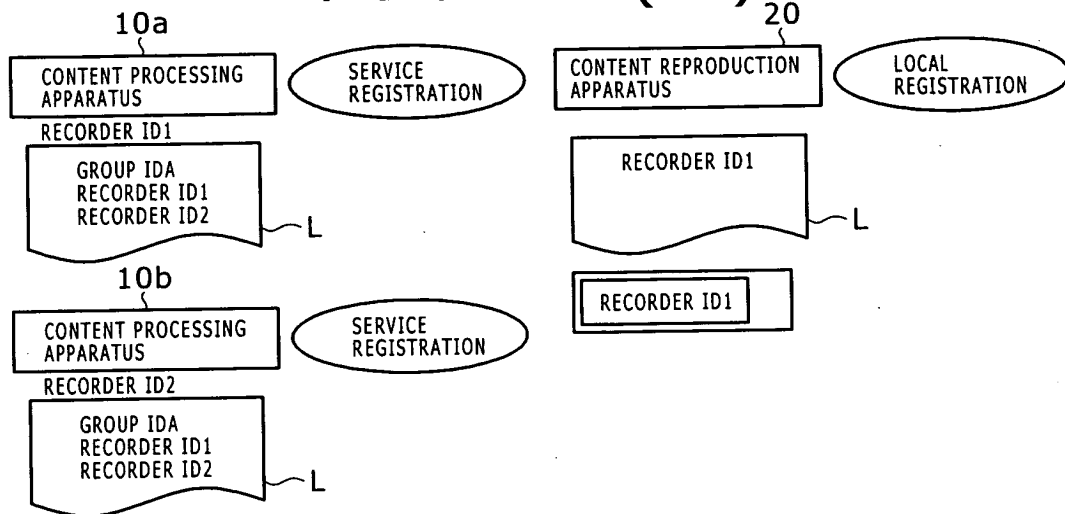 10a
CONTENT PROCESSING
APPARATUS
SERVICE
REGISTRATION
RECORDER ID1
GROUP IDA
RECORDER ID1
RECORDER ID2
L
10b
CONTENT PROCESSING
APPARATUS
SERVICE
REGISTRATION
RECORDER ID2
GROUP IDA
RECORDER ID1
RECORDER ID2
L
20
CONTENT REPRODUCTION
APPARATUS
LOCAL
REGISTRATION
RECORDER ID1
L
RECORDER ID1